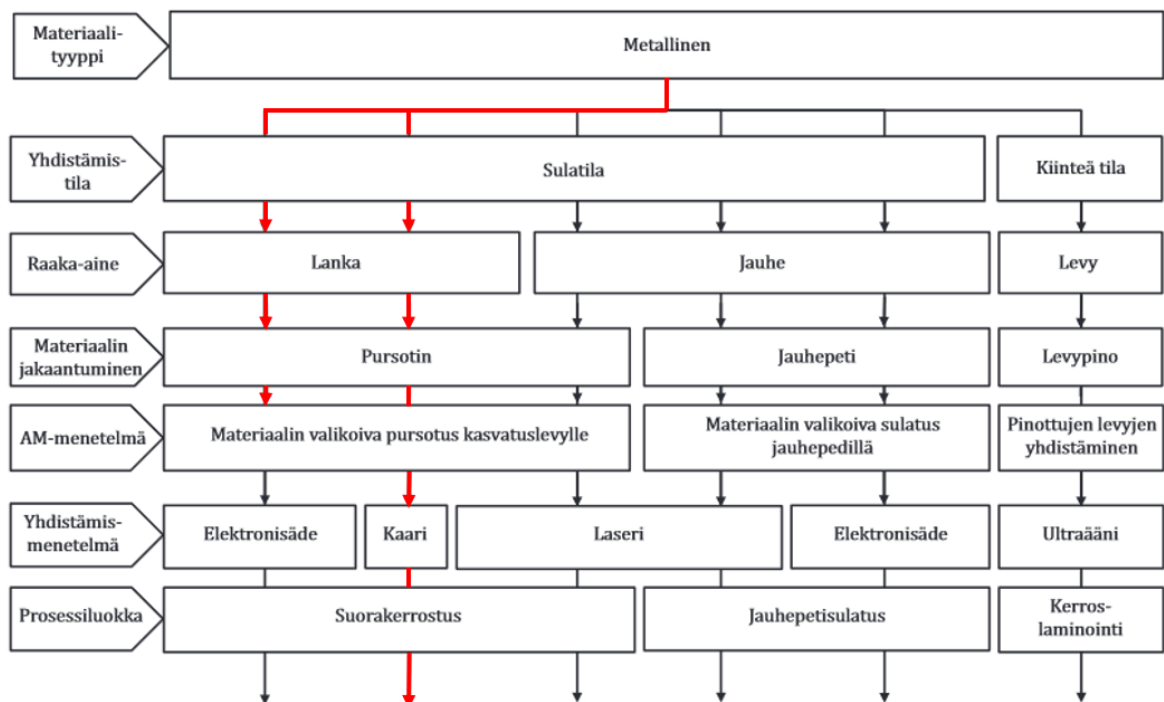 Materiaali-
tyyppi
Metallinen
Yhdistämis-
tila
Sulatila
Kiinteä tila
Raaka-aine
Lanka
Jauhe
Levy
Materiaalin
jakaantuminen
Pursotin
Jauhepeti
Levypino
AM-menetelmä
Materiaalin valikoiva pursotus kasvatuslevylle
Materiaalin valikoiva sulatus
jauhepedillä
Pinottujen levyjen
yhdistäminen
Yhdistämis-
menetelmä
Elektronisäde
Kaari
Laseri
Elektronisäde
Ultraääni
Prosessiluokka
Suorakerrostus
Jauhepetisulatus
Kerros-
laminointi